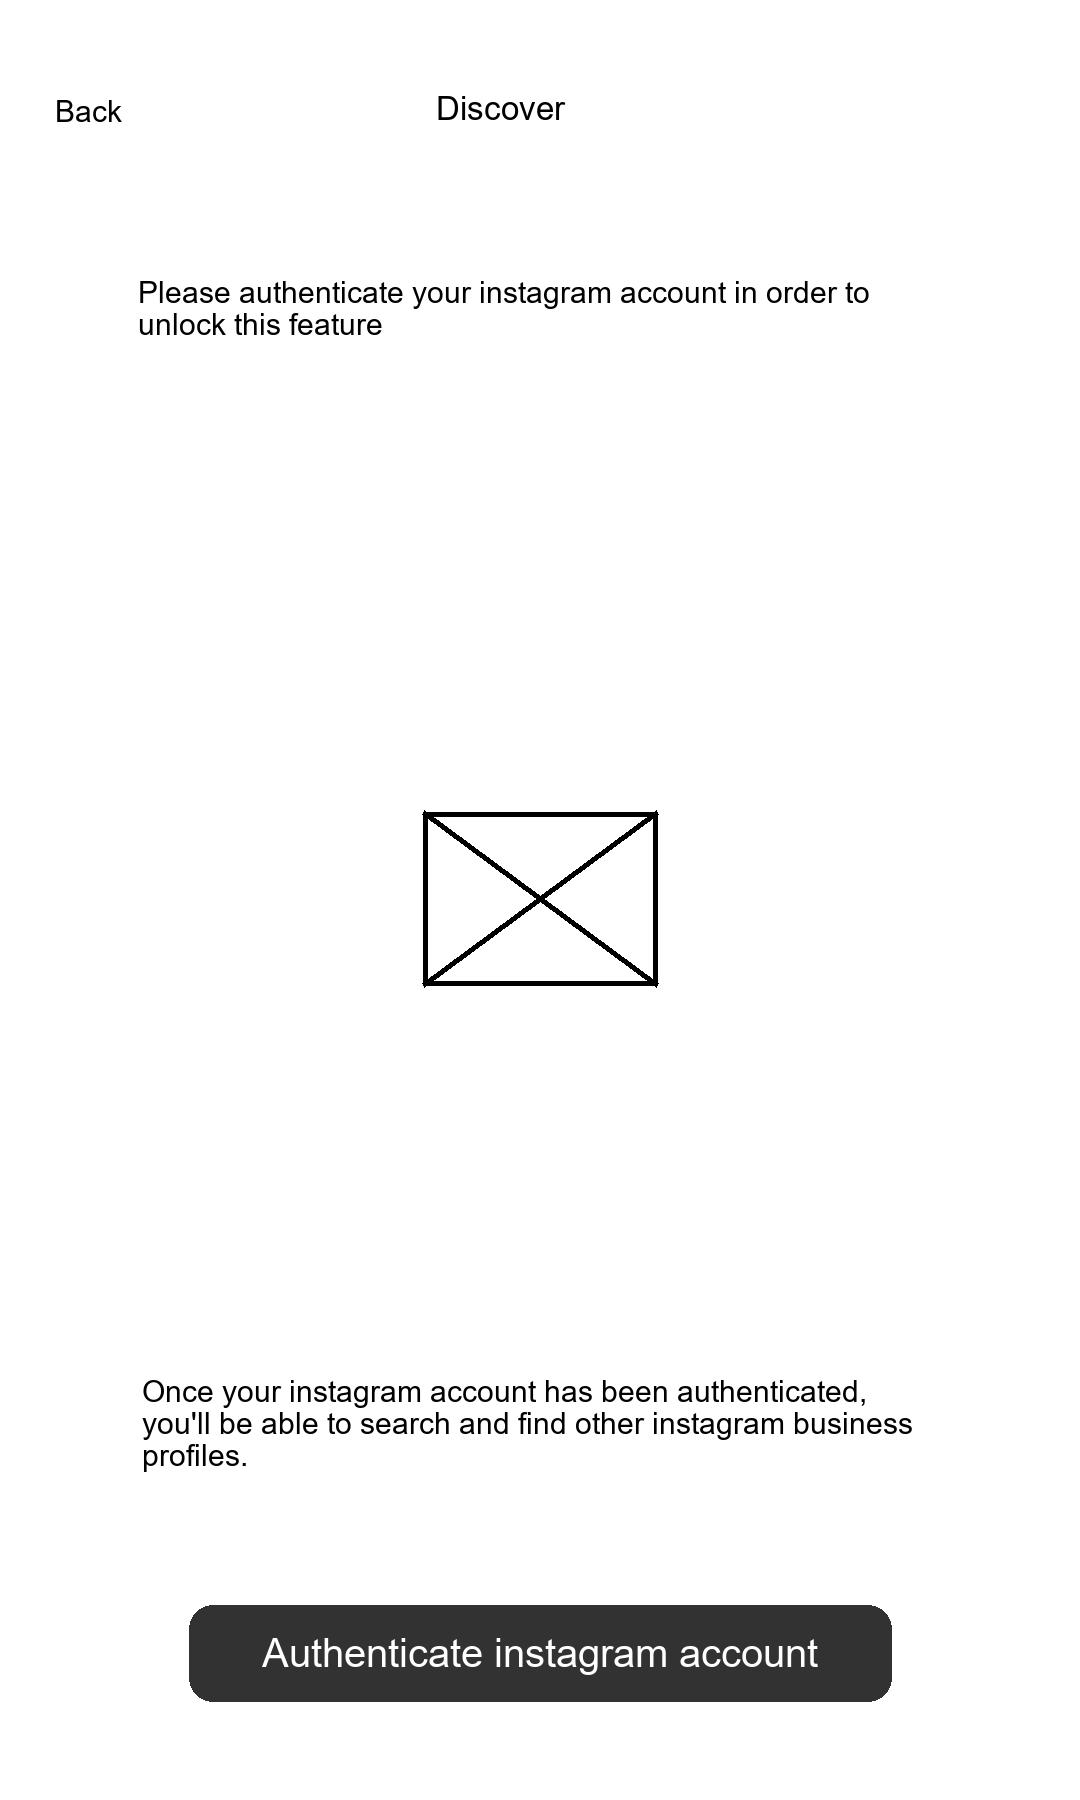 Back
Discover
Please authenticate your instagram account in order to
unlock this feature
Once your instagram account has been authenticated,
you'll be able to search and find other instagram business
profiles.
Authenticate instagram account